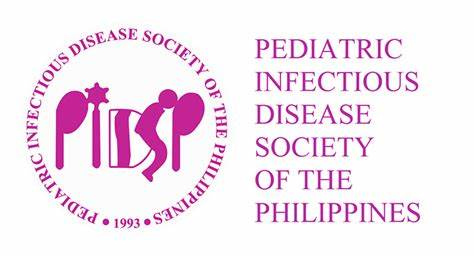 PEDIATRIC INFECTIOUS DISEASE SOCIETY OF THE PHILIPPINES
PIDSP
• 1993 •
PEDIATRIC
INFECTIOUS
DISEASE
SOCIETY
OF THE
PHILIPPINES